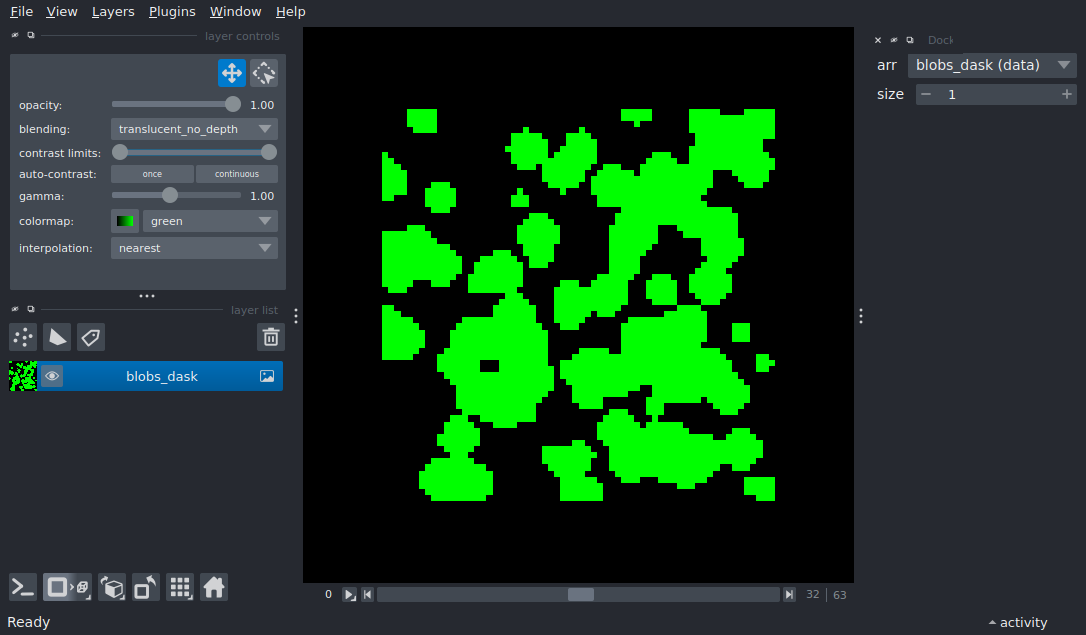 File View Layers Plugins Window Help
layer controls
opacity: 1.00
blending: translucent_no_depth
contrast limits:
auto-contrast: once continuous
gamma: 1.00
colormap: green
interpolation: nearest
layer list
blobs_dask
0 32 63
Dock
arr blobs_dask (data)
size 1
Ready
activity